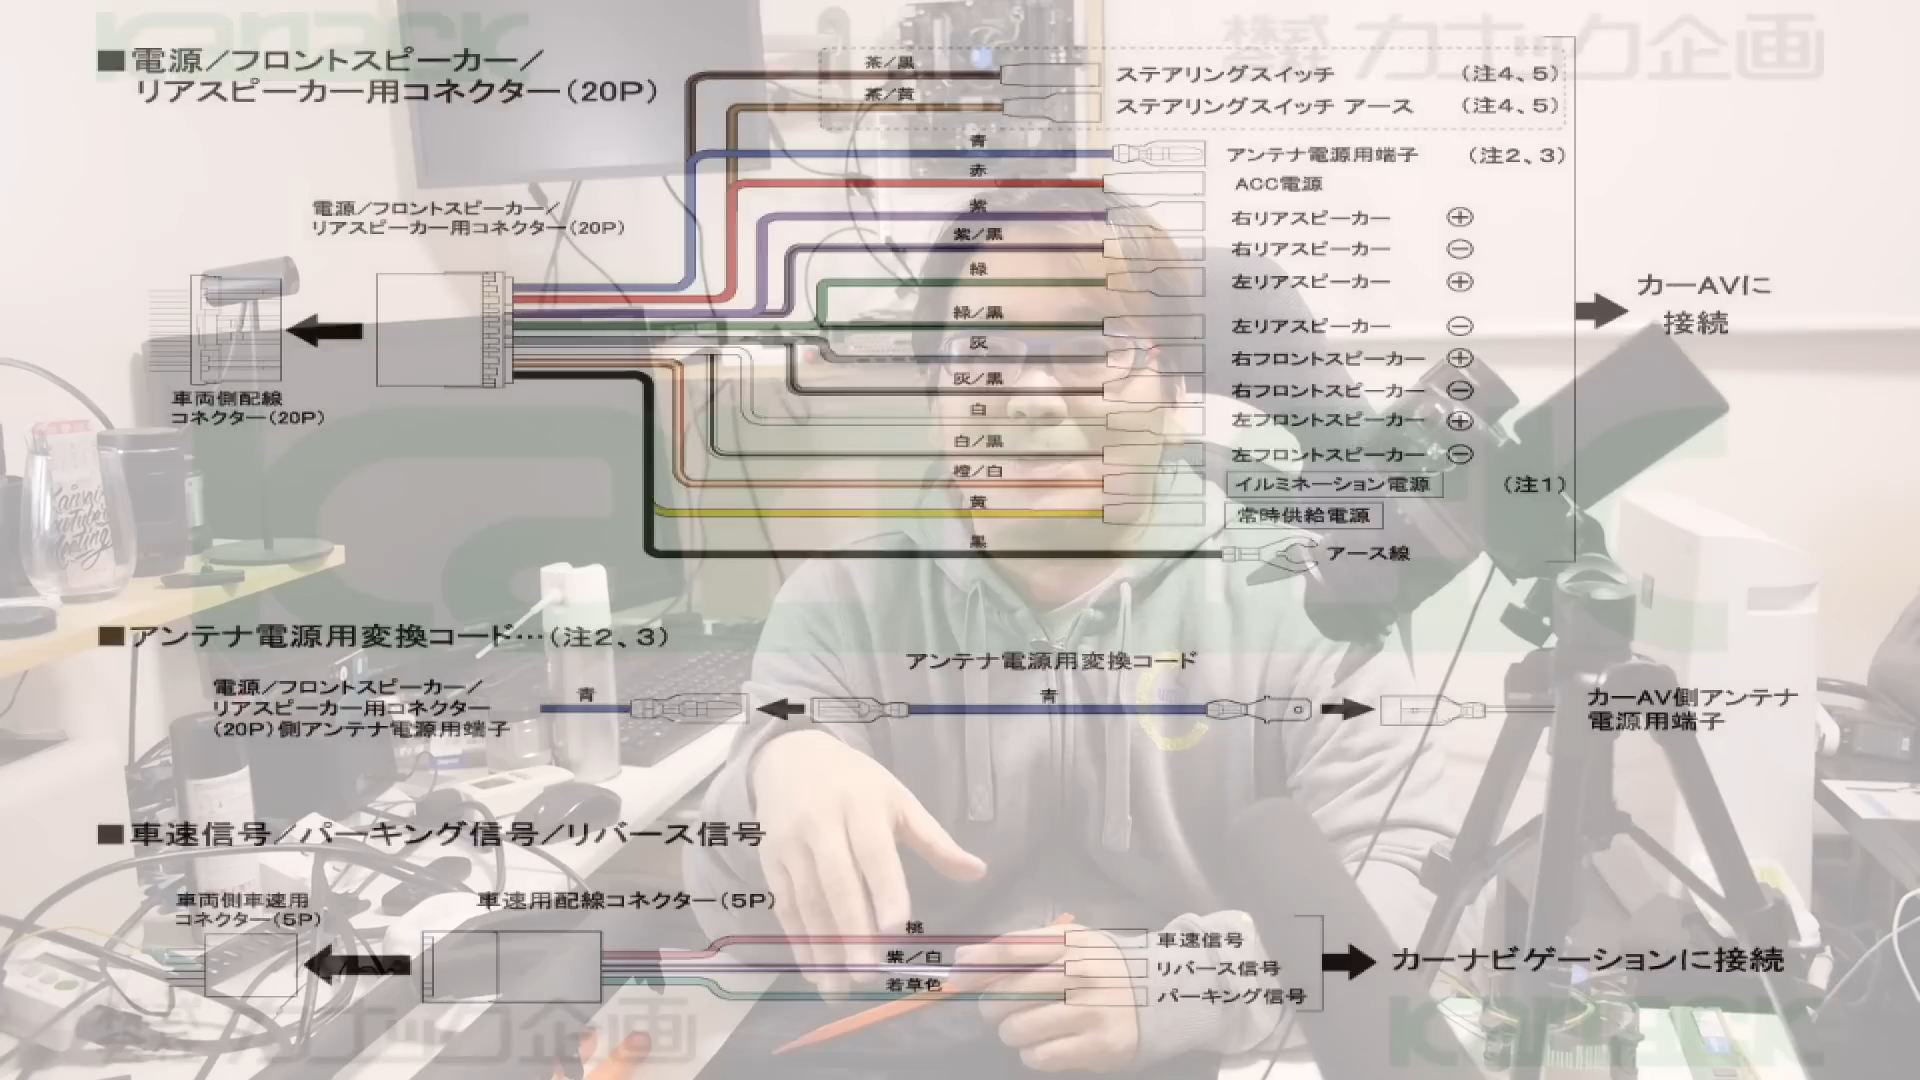 ■電源／フロントスピーカー／
リアスピーカー用コネクター（20P）
電源／フロントスピーカー／
リアスピーカー用コネクター（20P）
車両側配線
コネクター（20P）
茶／黒
ステアリングスイッチ （注4、5）
茶／黄
ステアリングスイッチ アース （注4、5）
青
アンテナ電源用端子 （注2、3）
赤
ACC電源
紫
右リアスピーカー ⊕
紫／黒
右リアスピーカー ⊖
緑
左リアスピーカー ⊕
緑／黒
左リアスピーカー ⊖
灰
右フロントスピーカー ⊕
灰／黒
右フロントスピーカー ⊖
白
左フロントスピーカー ⊕
白／黒
左フロントスピーカー ⊖
橙／白
イルミネーション電源 （注1）
黄
常時供給電源
黒
アース線
カーAVに
接続
■アンテナ電源用変換コード…（注2、3）
電源／フロントスピーカー／
リアスピーカー用コネクター
（20P）側アンテナ電源用端子
青
アンテナ電源用変換コード
青
カーAV側アンテナ
電源用端子
■車速信号／パーキング信号／リバース信号
車両側車速用
コネクター（5P）
車速用配線コネクター（5P）
桃
車速信号
紫／白
リバース信号
若草色
パーキング信号
カーナビゲーションに接続
株式会社 カナック企画
カナック企画
Kanack